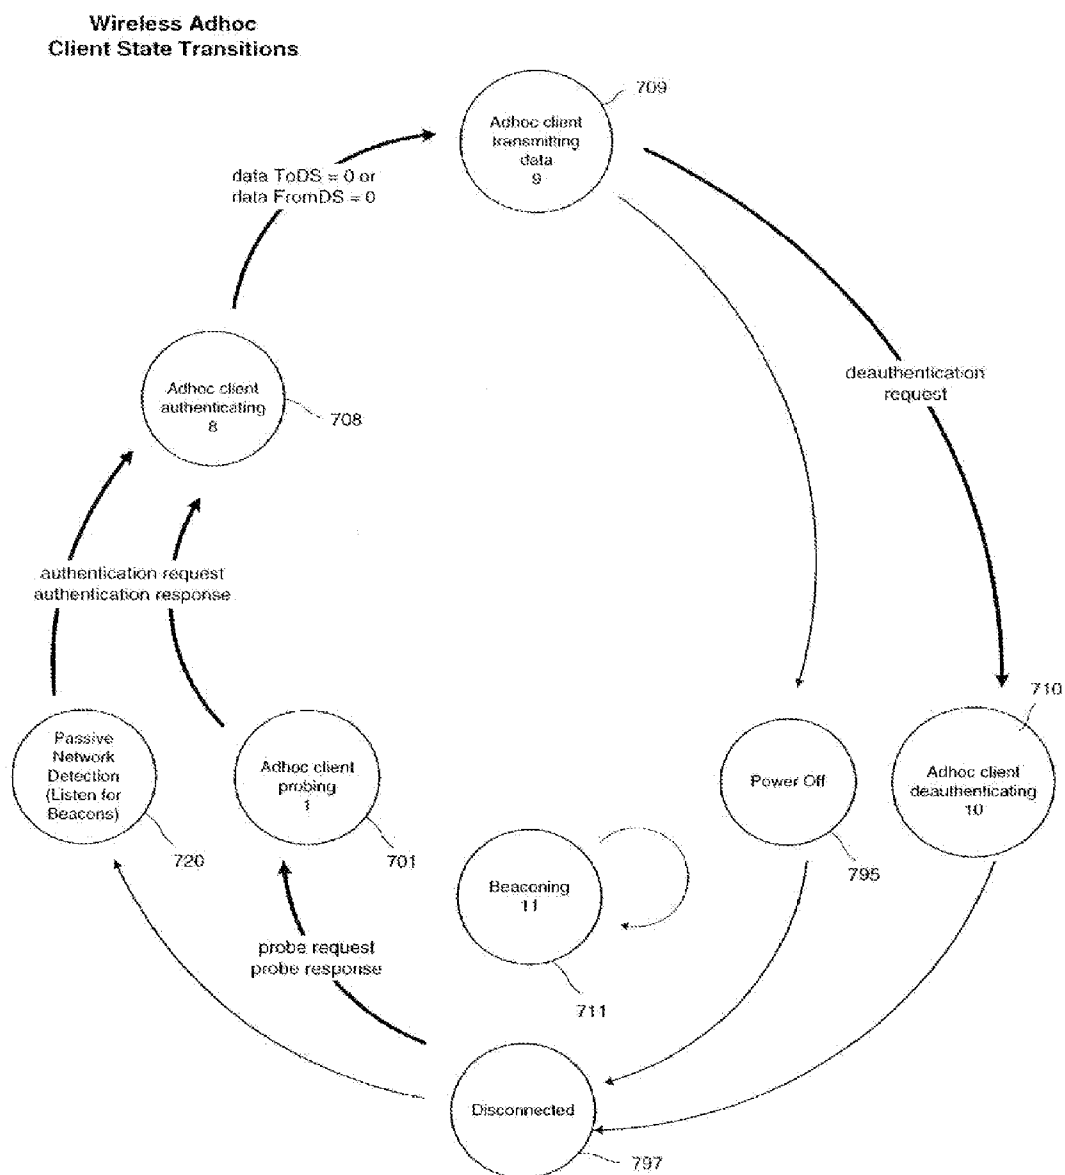 Wireless Adhoc
Client State Transitions
709
Adhoc client
transmitting
data
9
data ToDS = 0 or
data FromDS = 0
deauthentication
request
Adhoc client
authenticating
8
708
authentication request
authentication response
710
Passive
Network
Detection
(Listen for
Beacons)
720
Adhoc client
probing
1
701
Power Off
795
Adhoc client
deauthenticating
10
Beaconing
11
711
probe request
probe response
Disconnected
797